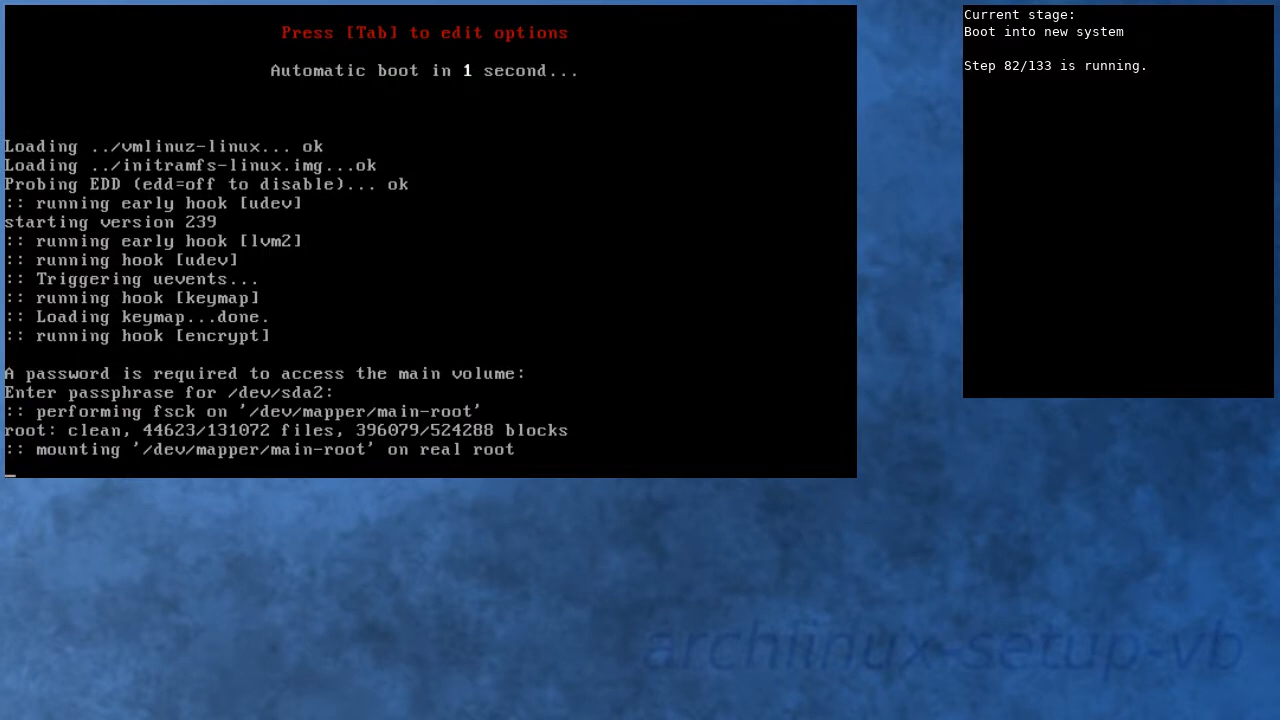 Press [Tab] to edit options
Automatic boot in 1 second...
Loading ../vmlinuz-linux... ok
Loading ../initramfs-linux.img...ok
Probing EDD (edd=off to disable)... ok
:: running early hook [udev]
starting version 239
:: running early hook [lvm2]
:: running hook [udev]
:: Triggering uevents...
:: running hook [keymap]
:: Loading keymap...done.
:: running hook [encrypt]
A password is required to access the main volume:
Enter passphrase for /dev/sda2:
:: performing fsck on '/dev/mapper/main-root'
root: clean, 44623/131072 files, 396079/524288 blocks
:: mounting '/dev/mapper/main-root' on real root
_
Current stage:
Boot into new system
Step 82/133 is running.
archlinux-setup-vb